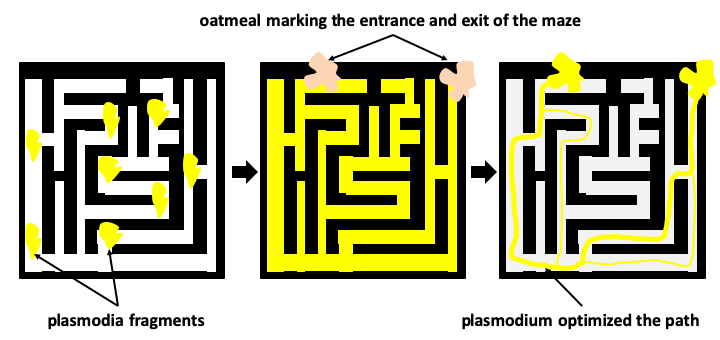 oatmeal marking the entrance and exit of the maze
plasmodia fragments
plasmodium optimized the path